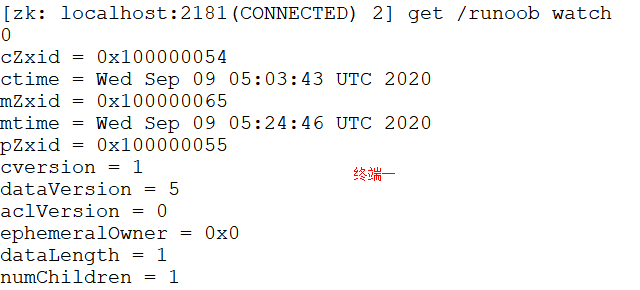 [zk: localhost:2181(CONNECTED) 2] get /runoob watch
0
cZxid = 0x100000054
ctime = Wed Sep 09 05:03:43 UTC 2020
mZxid = 0x100000065
mtime = Wed Sep 09 05:24:46 UTC 2020
pZxid = 0x100000055
cversion = 1
终端一
dataVersion = 5
aclVersion = 0
ephemeralOwner = 0x0
dataLength = 1
numChildren = 1